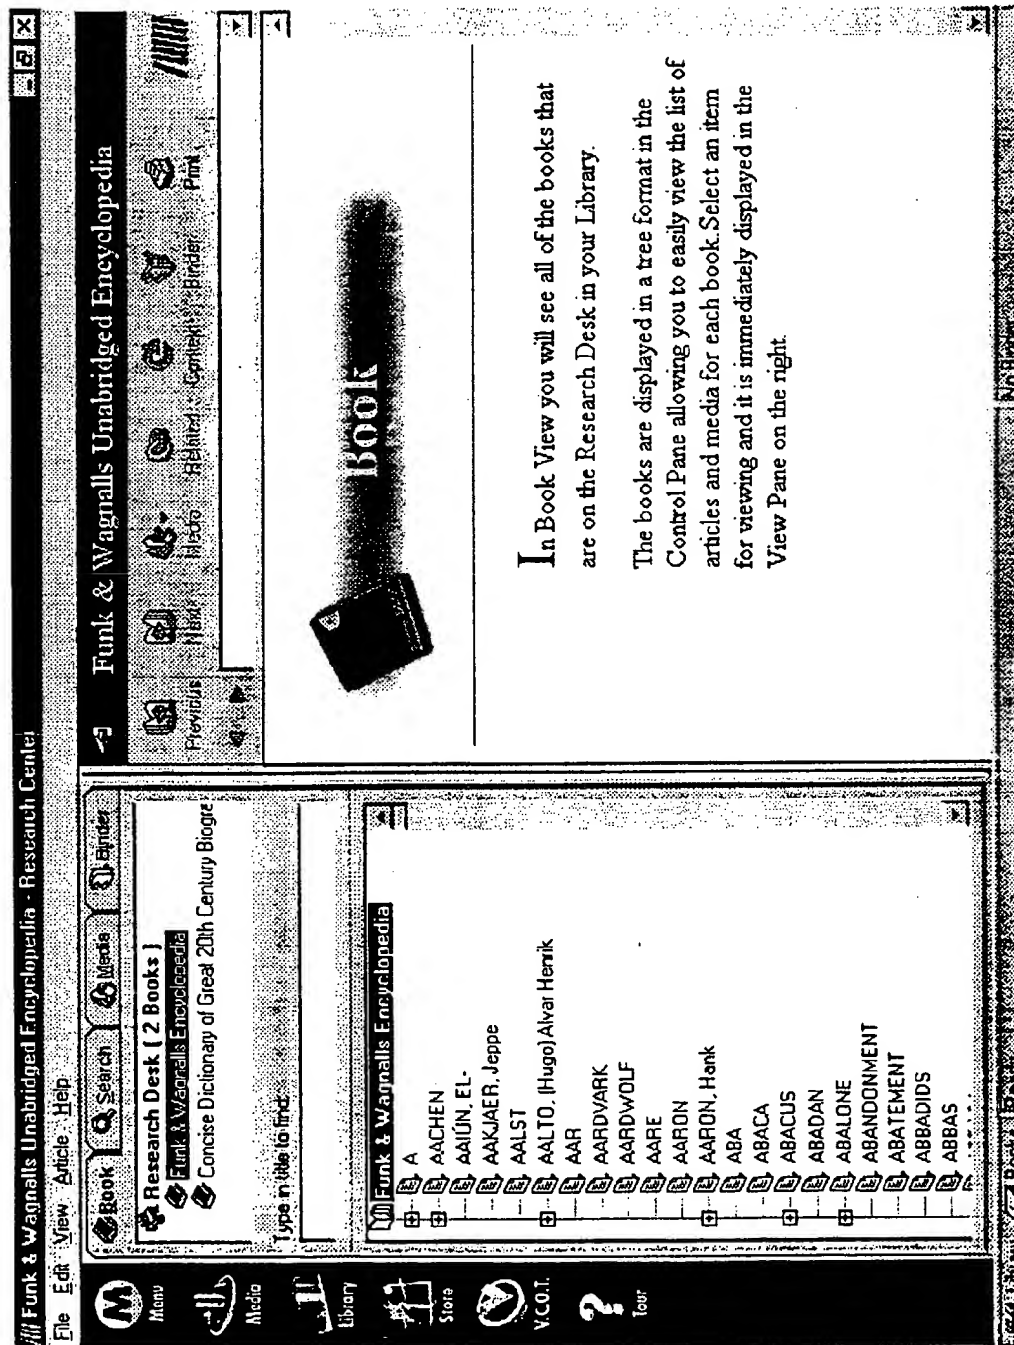 Funk & Wagnalls Unabridged Encyclopedia - Research Center
File Edit View Article Help
Book Search Media Binder
Research Desk ( 2 Books )
Funk & Wagnalls Encyclopedia
Concise Dictionary of Great 20th Century Biogra
Type in title to find:
Funk & Wagnalls Encyclopedia
A
AACHEN
AAIÚN, EL-
AAKJAER, Jeppe
AALST
AALTO, (Hugo) Alvar Henrik
AAR
AARDVARK
AARDWOLF
AARE
AARON
AARON, Hank
ABA
ABACA
ABACUS
ABADAN
ABALONE
ABANDONMENT
ABATEMENT
ABBADIDS
ABBAS
Menu
Media
Library
Store
V.C.O.T.
Tour
Funk & Wagnalls Unabridged Encyclopedia
Previous Next Media Related Context Binder Print
Book
In Book View you will see all of the books that
are on the Research Desk in your Library.
The books are displayed in a tree format in the
Control Pane allowing you to easily view the list of
articles and media for each book. Select an item
for viewing and it is immediately displayed in the
View Pane on the right.
No Binder